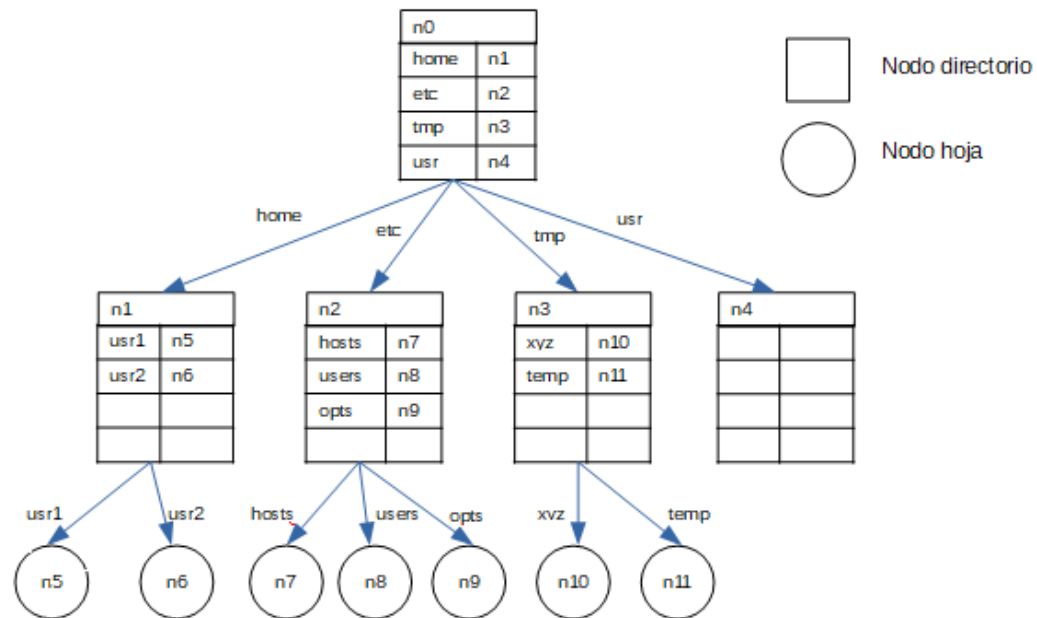 n0
home n1
etc n2
tmp n3
usr n4
Nodo directorio
Nodo hoja
home
etc
tmp
usr
n1
usr1 n5
usr2 n6
n2
hosts n7
users n8
opts n9
n3
xyz n10
temp n11
n4
usr1
usr2
hosts
users
opts
xyz
temp
n5
n6
n7
n8
n9
n10
n11